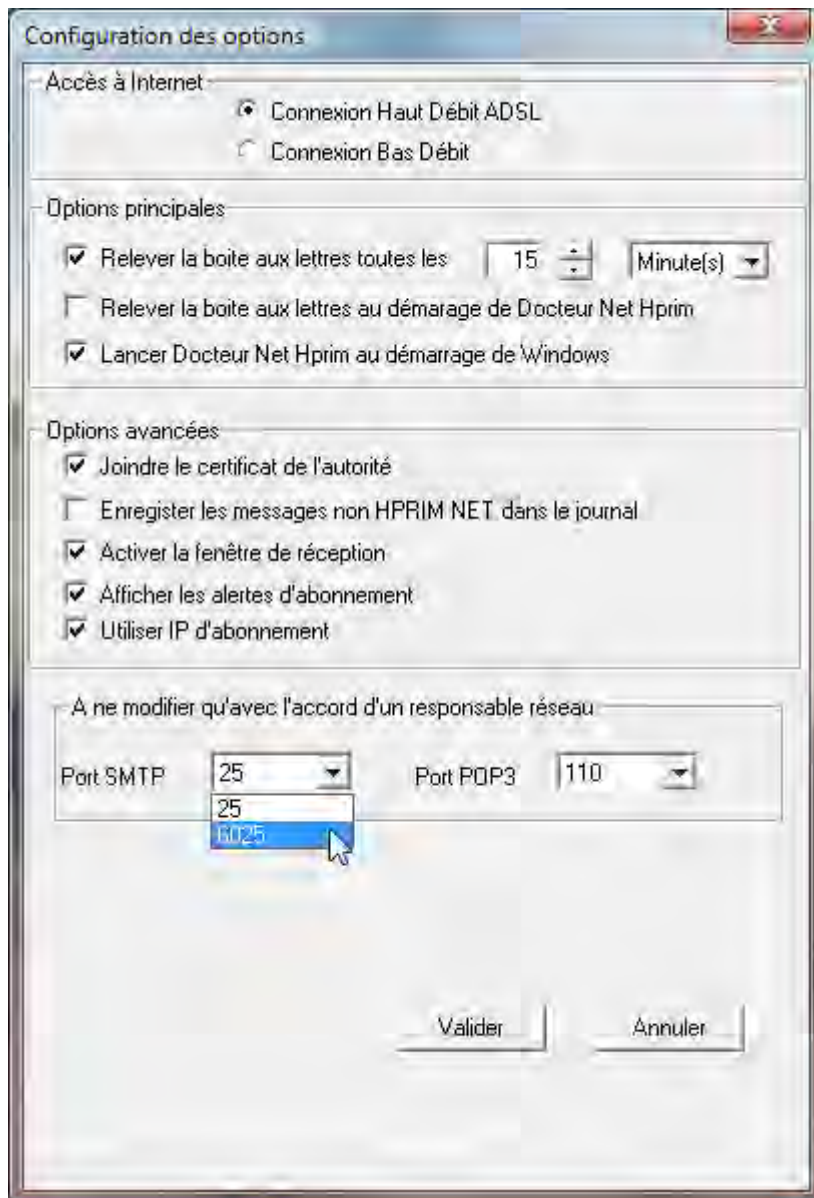 Configuration des options
Accès à Internet
Connexion Haut Débit ADSL
Connexion Bas Débit
Options principales
Relever la boite aux lettres toutes les 15 Minute(s)
Relever la boite aux lettres au démarage de Docteur Net Hprim
Lancer Docteur Net Hprim au démarrage de Windows
Options avancées
Joindre le certificat de l'autorité
Enregister les messages non HPRIM NET dans le journal
Activer la fenêtre de réception
Afficher les alertes d'abonnement
Utiliser IP d'abonnement
A ne modifier qu'avec l'accord d'un responsable réseau
Port SMTP 25 Port POP3 110
25
6025
Valider Annuler